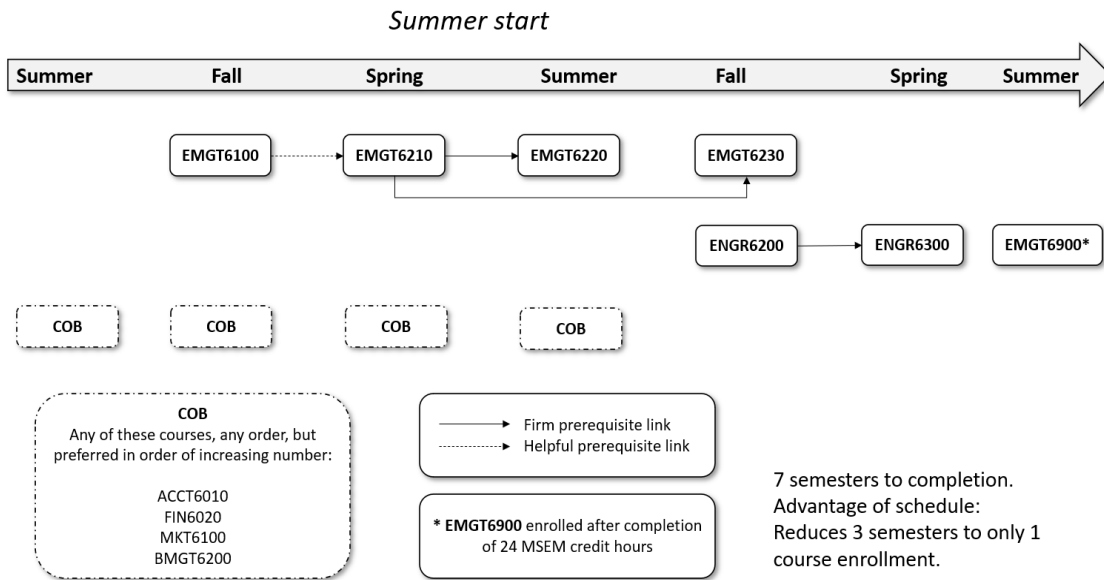 Summer start
Summer Fall Spring Summer Fall Spring Summer
EMGT6100 EMGT6210 EMGT6220 EMGT6230
ENGR6200 ENGR6300 EMGT6900*
COB COB COB COB
COB
Any of these courses, any order, but
preferred in order of increasing number:
ACCT6010
FIN6020
MKT6100
BMGT6200
Firm prerequisite link
Helpful prerequisite link
* EMGT6900 enrolled after completion
of 24 MSEM credit hours
7 semesters to completion.
Advantage of schedule:
Reduces 3 semesters to only 1
course enrollment.